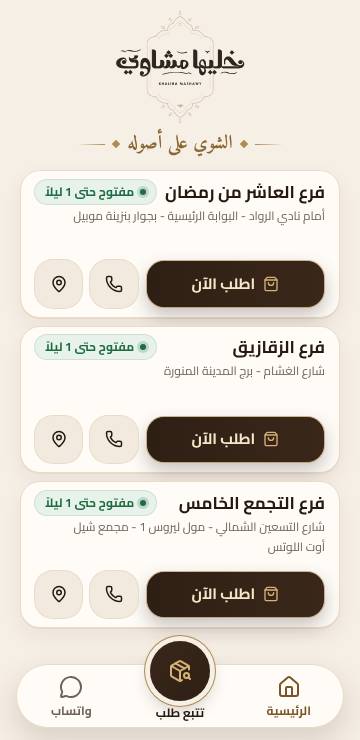 خليها مشاوي
KHALIHA MASHAWY
الشوي على أصوله
فرع العاشر من رمضان
مفتوح حتى 1 ليلاً
أمام نادي الرواد - البوابة الرئيسية - بجوار بنزينة موبيل
اطلب الآن
فرع الزقازيق
مفتوح حتى 1 ليلاً
شارع الغشام - برج المدينة المنورة
اطلب الآن
فرع التجمع الخامس
مفتوح حتى 1 ليلاً
شارع التسعين الشمالي - مول نيروس 1 - مجمع شيل
أوت اللوتس
اطلب الآن
الرئيسية
تتبع طلب
واتساب